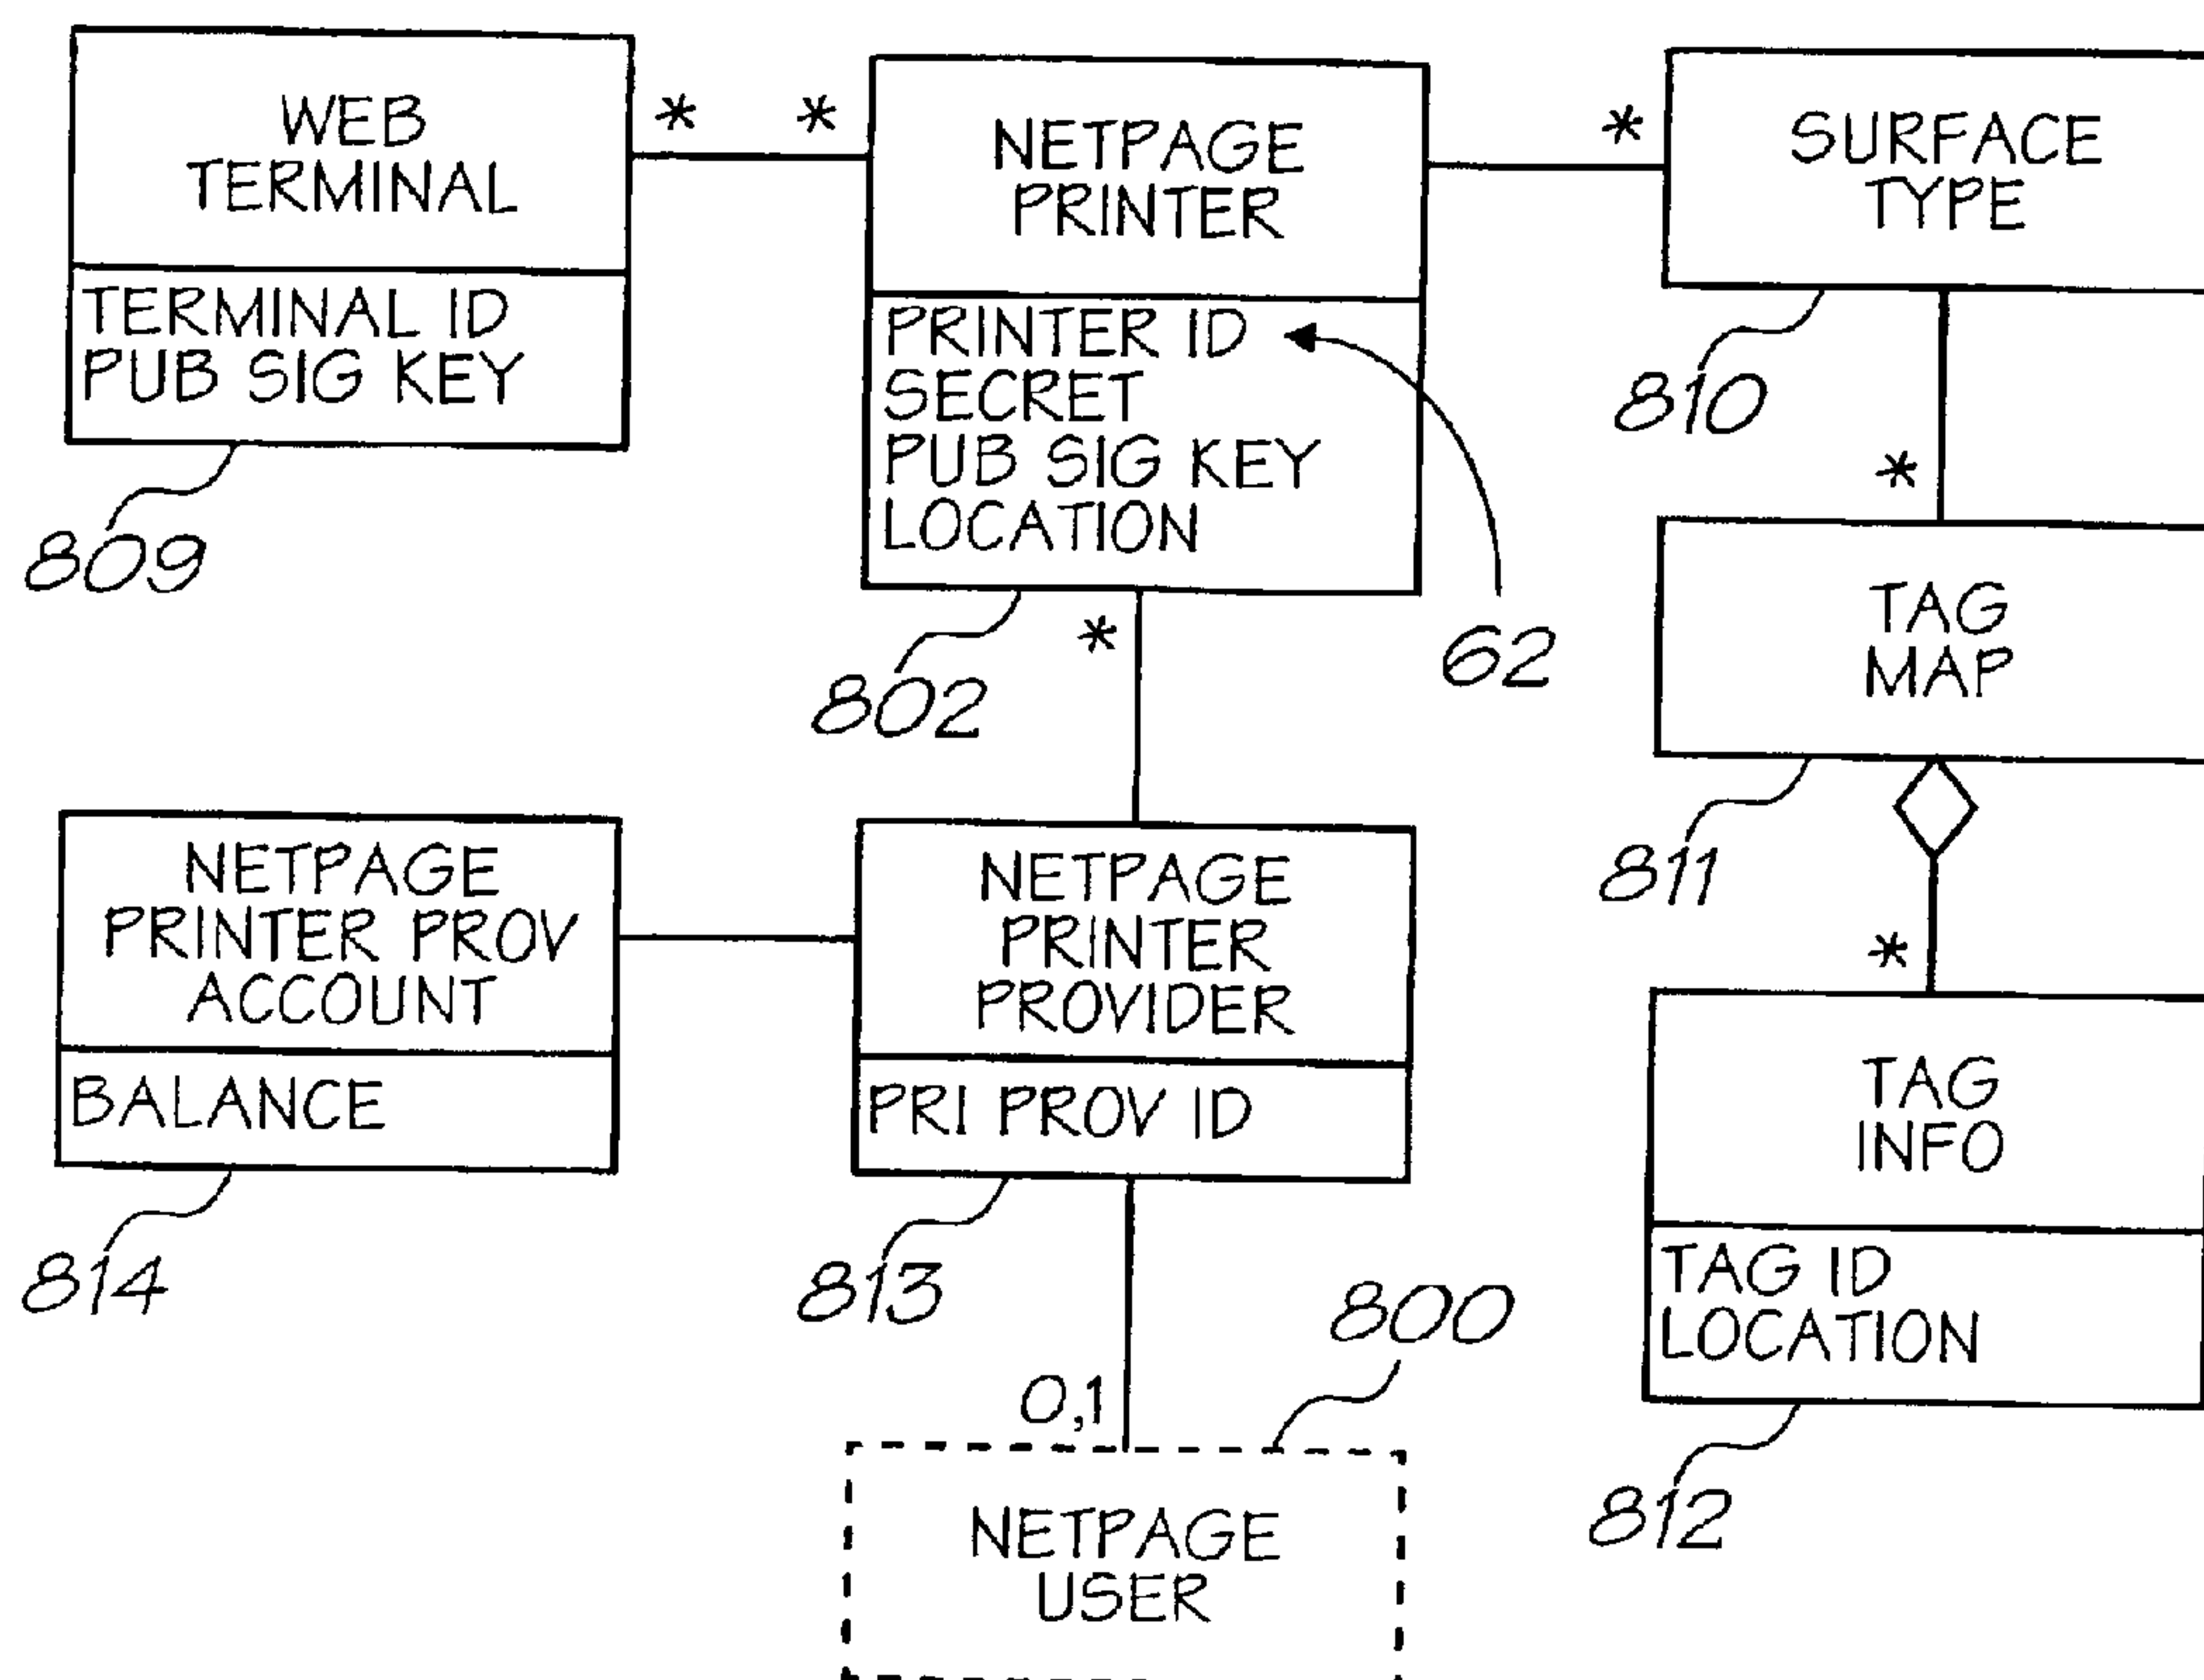 WEB
TERMINAL
TERMINAL ID
PUB SIG KEY
809
*
*
NETPAGE
PRINTER
PRINTER ID
SECRET
PUB SIG KEY
LOCATION
802
62
*
*
SURFACE
TYPE
810
*
TAG
MAP
811
*
TAG
INFO
TAG ID
LOCATION
812
NETPAGE
PRINTER PROV
ACCOUNT
BALANCE
814
NETPAGE
PRINTER
PROVIDER
PRI PROV ID
813
800
0,1
NETPAGE
USER